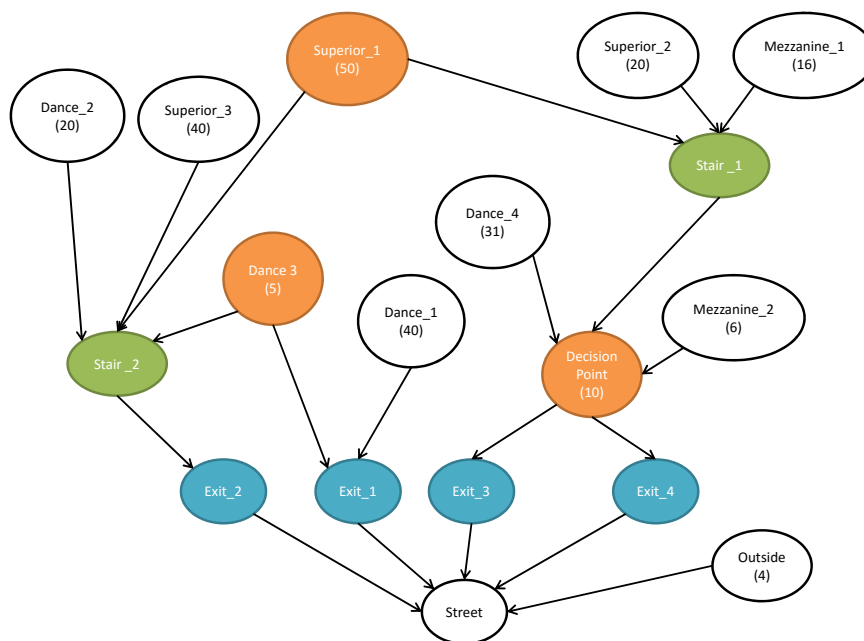 Superior_1
(50)
Superior_2
(20)
Mezzanine_1
(16)
Dance_2
(20)
Superior_3
(40)
Stair _1
Dance_4
(31)
Dance 3
(5)
Dance_1
(40)
Mezzanine_2
(6)
Stair _2
Decision
Point
(10)
Exit_2
Exit_1
Exit_3
Exit_4
Outside
(4)
Street